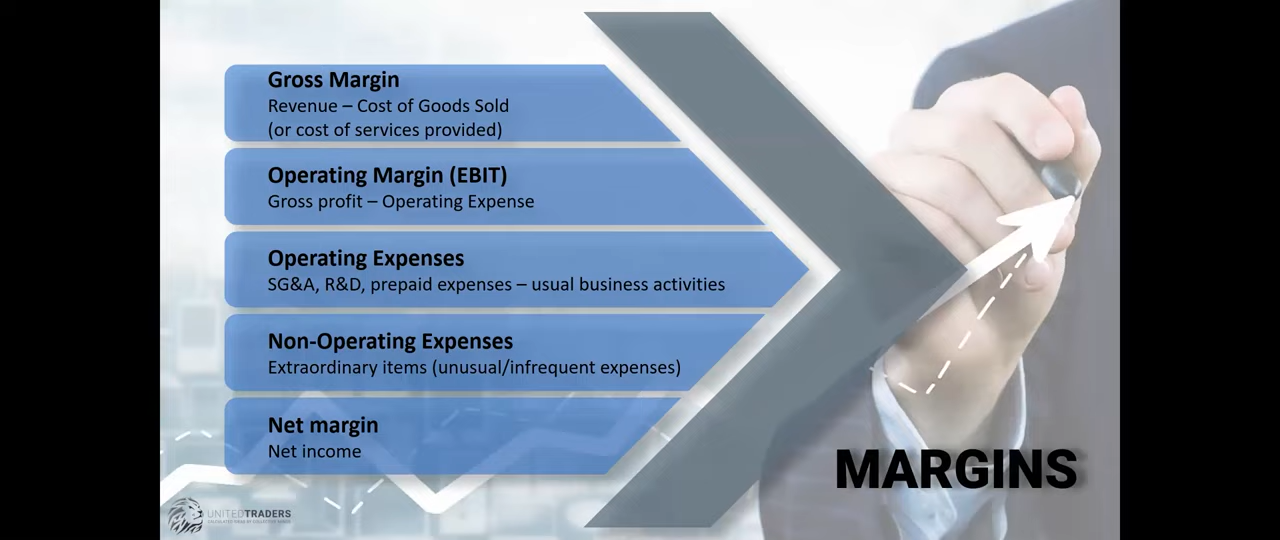 Gross Margin
Revenue – Cost of Goods Sold
(or cost of services provided)
Operating Margin (EBIT)
Gross profit – Operating Expense
Operating Expenses
SG&A, R&D, prepaid expenses – usual business activities
Non-Operating Expenses
Extraordinary items (unusual/infrequent expenses)
Net margin
Net income
MARGINS
UNITEDTRADERS